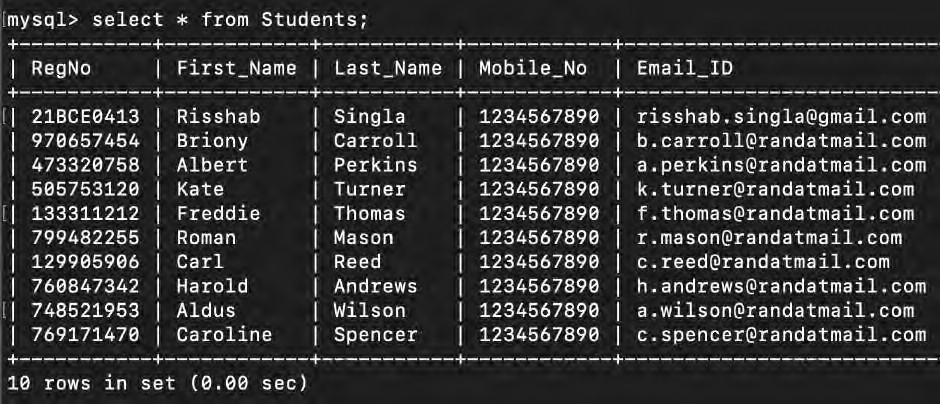 mysql> select * from Students;
+------------+------------+-----------+------------+---------------------------
| RegNo      | First_Name | Last_Name | Mobile_No  | Email_ID
+------------+------------+-----------+------------+---------------------------
| 21BCE0413 | Risshab    | Singla    | 1234567890 | risshab.singla@gmail.com
| 970657454 | Briony     | Carroll   | 1234567890 | b.carroll@randatmail.com
| 473320758 | Albert     | Perkins   | 1234567890 | a.perkins@randatmail.com
| 505753120 | Kate       | Turner    | 1234567890 | k.turner@randatmail.com
| 133311212 | Freddie    | Thomas    | 1234567890 | f.thomas@randatmail.com
| 799482255 | Roman      | Mason     | 1234567890 | r.mason@randatmail.com
| 129905906 | Carl       | Reed      | 1234567890 | c.reed@randatmail.com
| 760847342 | Harold     | Andrews   | 1234567890 | h.andrews@randatmail.com
| 748521953 | Aldus      | Wilson    | 1234567890 | a.wilson@randatmail.com
| 769171470 | Caroline   | Spencer   | 1234567890 | c.spencer@randatmail.com
+------------+------------+-----------+------------+---------------------------
10 rows in set (0.00 sec)